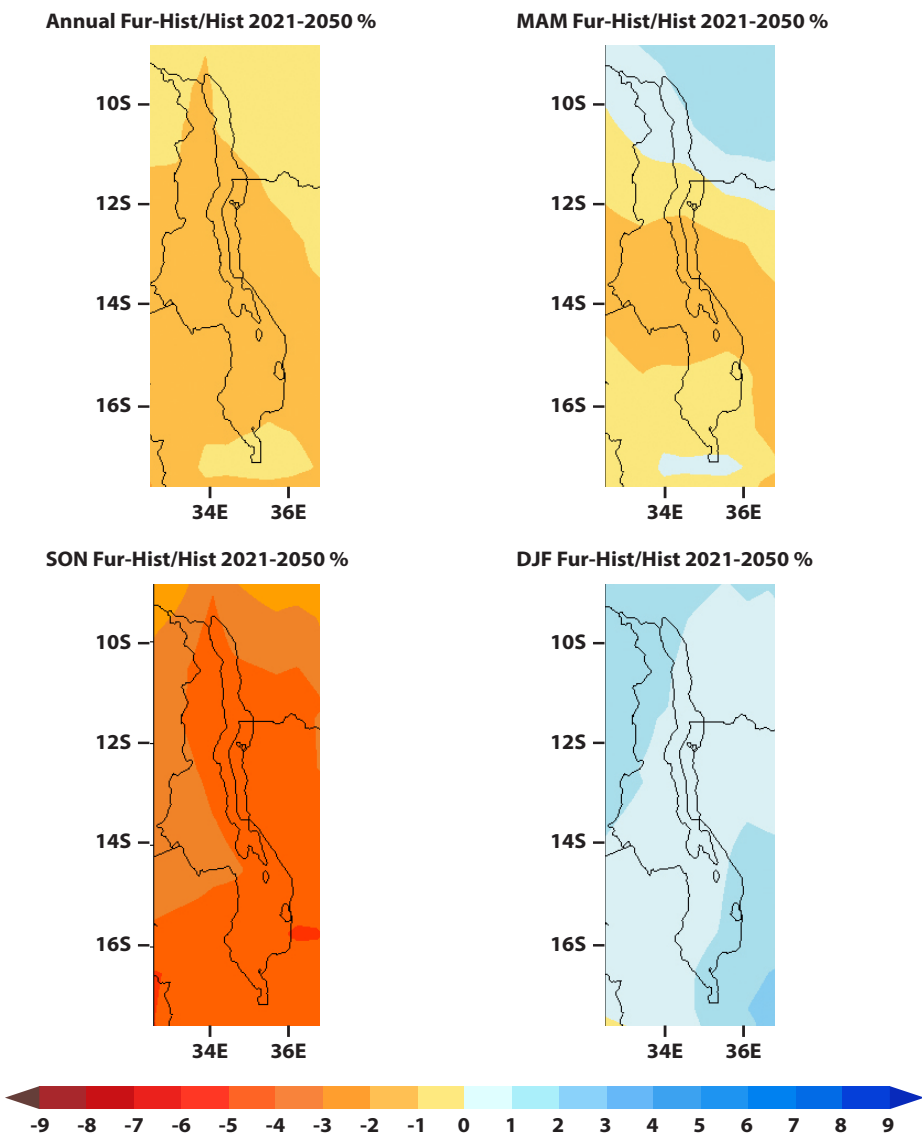 Annual Fur-Hist/Hist 2021-2050 %
MAM Fur-Hist/Hist 2021-2050 %
10S
12S
14S
16S
34E 36E
10S
12S
14S
16S
34E 36E
SON Fur-Hist/Hist 2021-2050 %
DJF Fur-Hist/Hist 2021-2050 %
10S
12S
14S
16S
34E 36E
10S
12S
14S
16S
34E 36E
-9 -8 -7 -6 -5 -4 -3 -2 -1 0 1 2 3 4 5 6 7 8 9